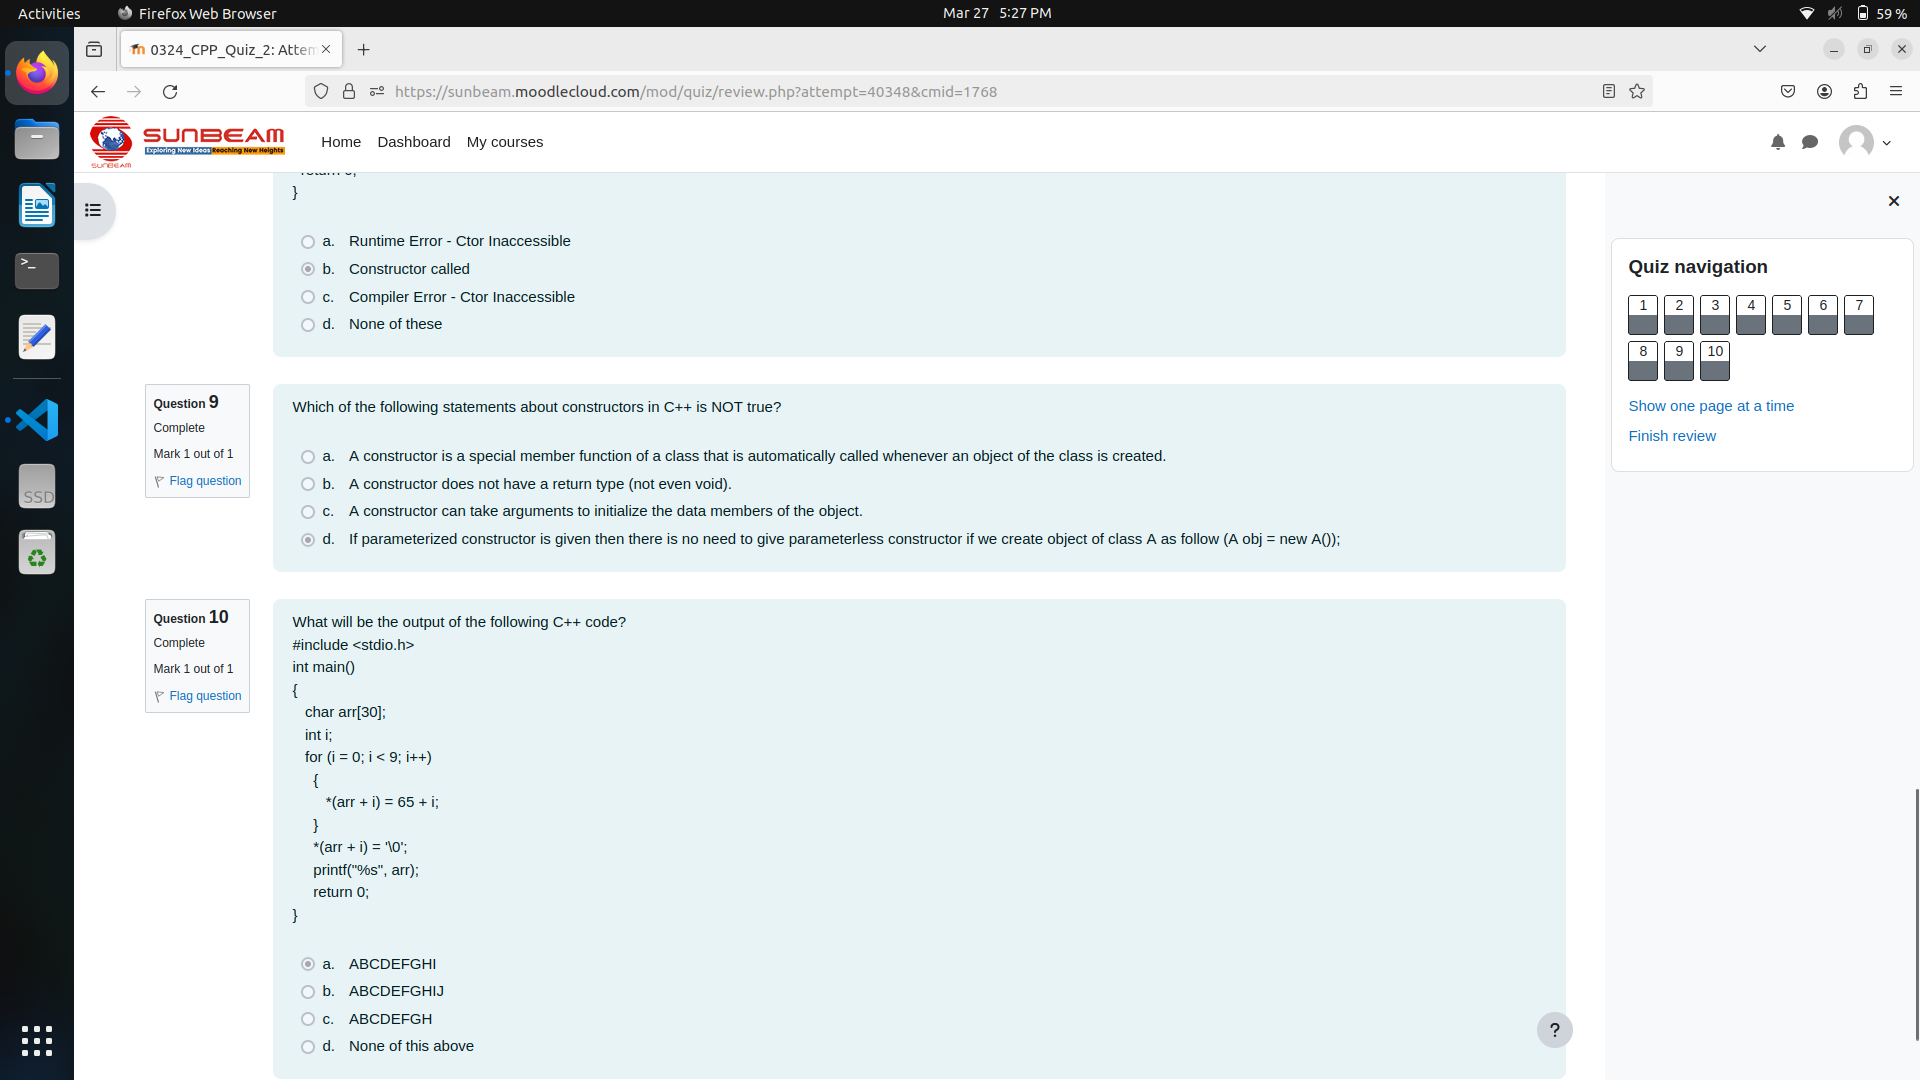 Activities
Firefox Web Browser
Mar 27 5:27 PM
59 %
0324_CPP_Quiz_2: Attem
https://sunbeam.moodlecloud.com/mod/quiz/review.php?attempt=40348&cmid=1768
SUNBEAM
Exploring New Ideas Reaching New Heights
SUNBEAM
Home
Dashboard
My courses
return 0;
}
a. Runtime Error - Ctor Inaccessible
b. Constructor called
c. Compiler Error - Ctor Inaccessible
d. None of these
Question 9
Complete
Mark 1 out of 1
Flag question
Which of the following statements about constructors in C++ is NOT true?
a. A constructor is a special member function of a class that is automatically called whenever an object of the class is created.
b. A constructor does not have a return type (not even void).
c. A constructor can take arguments to initialize the data members of the object.
d. If parameterized constructor is given then there is no need to give parameterless constructor if we create object of class A as follow (A obj = new A());
Question 10
Complete
Mark 1 out of 1
Flag question
What will be the output of the following C++ code?
#include <stdio.h>
int main()
{
char arr[30];
int i;
for (i = 0; i < 9; i++)
{
*(arr + i) = 65 + i;
}
*(arr + i) = '\0';
printf("%s", arr);
return 0;
}
a. ABCDEFGHI
b. ABCDEFGHIJ
c. ABCDEFGH
d. None of this above
Quiz navigation
1 2 3 4 5 6 7
8 9 10
Show one page at a time
Finish review
SSD
?